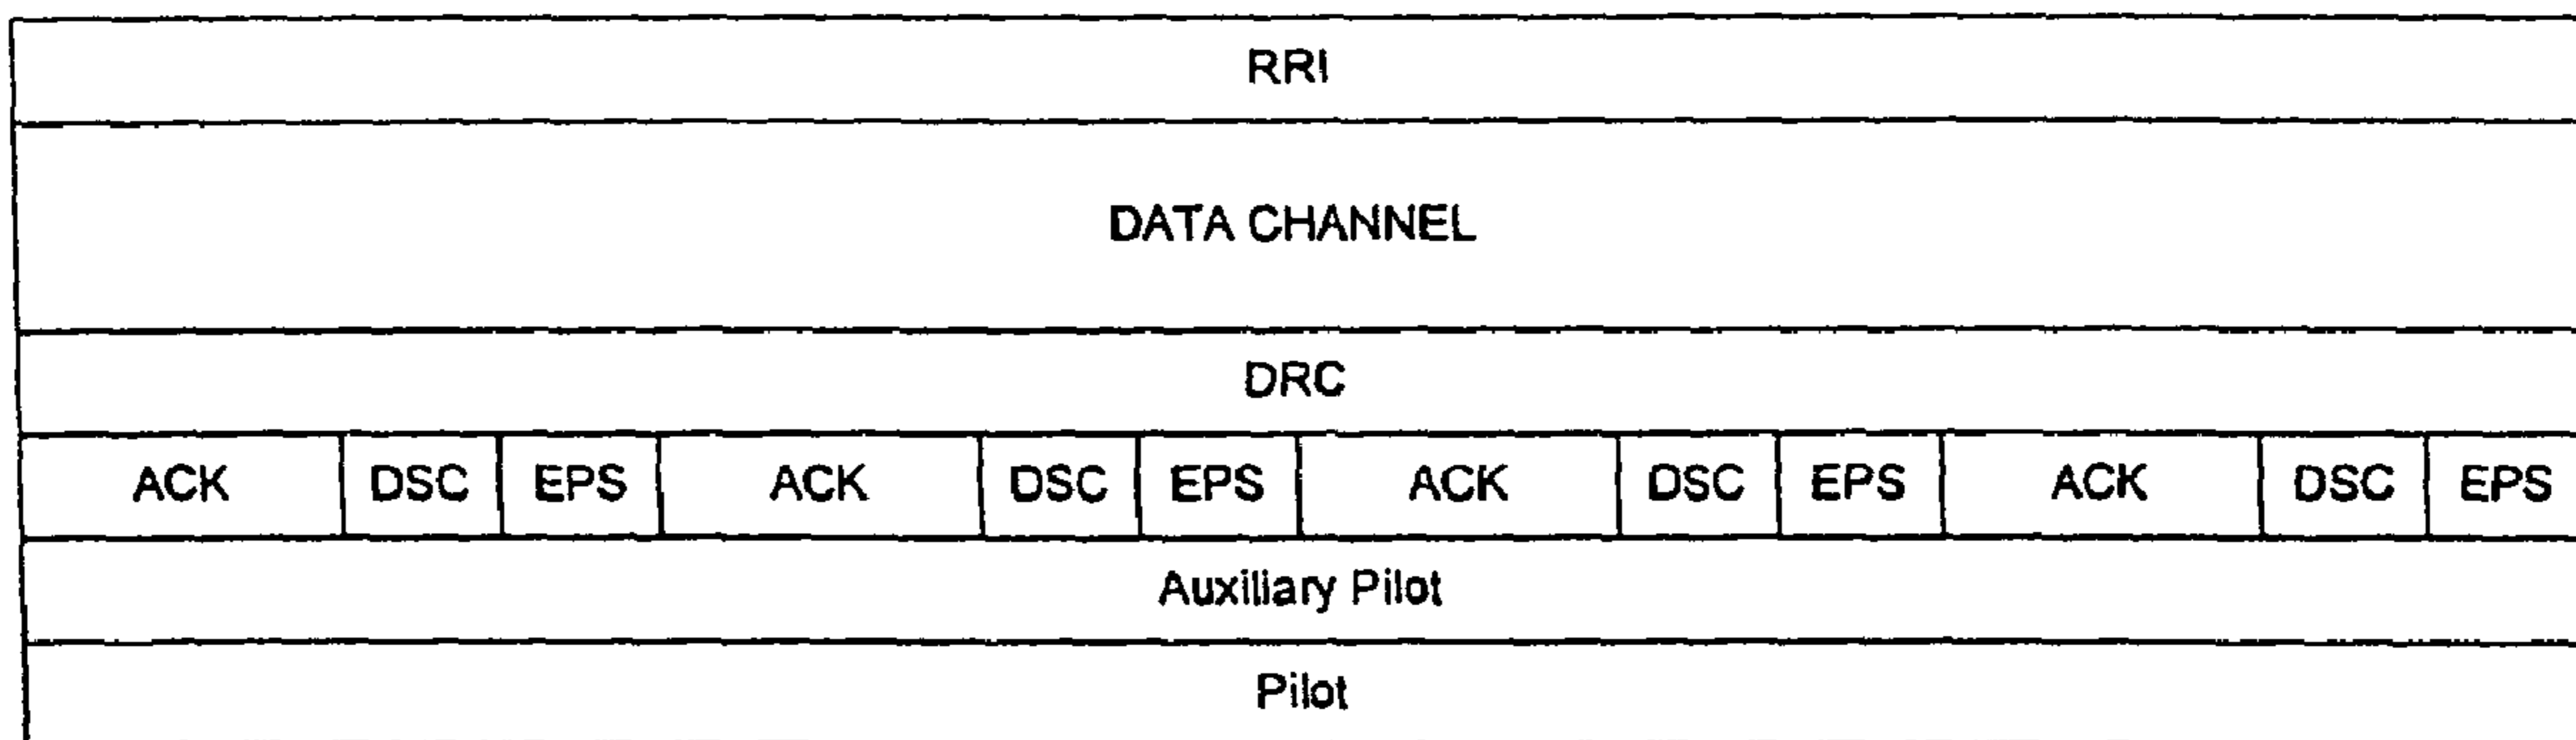 RRI
DATA CHANNEL
DRC
ACK DSC EPS ACK DSC EPS ACK DSC EPS ACK DSC EPS
Auxiliary Pilot
Pilot